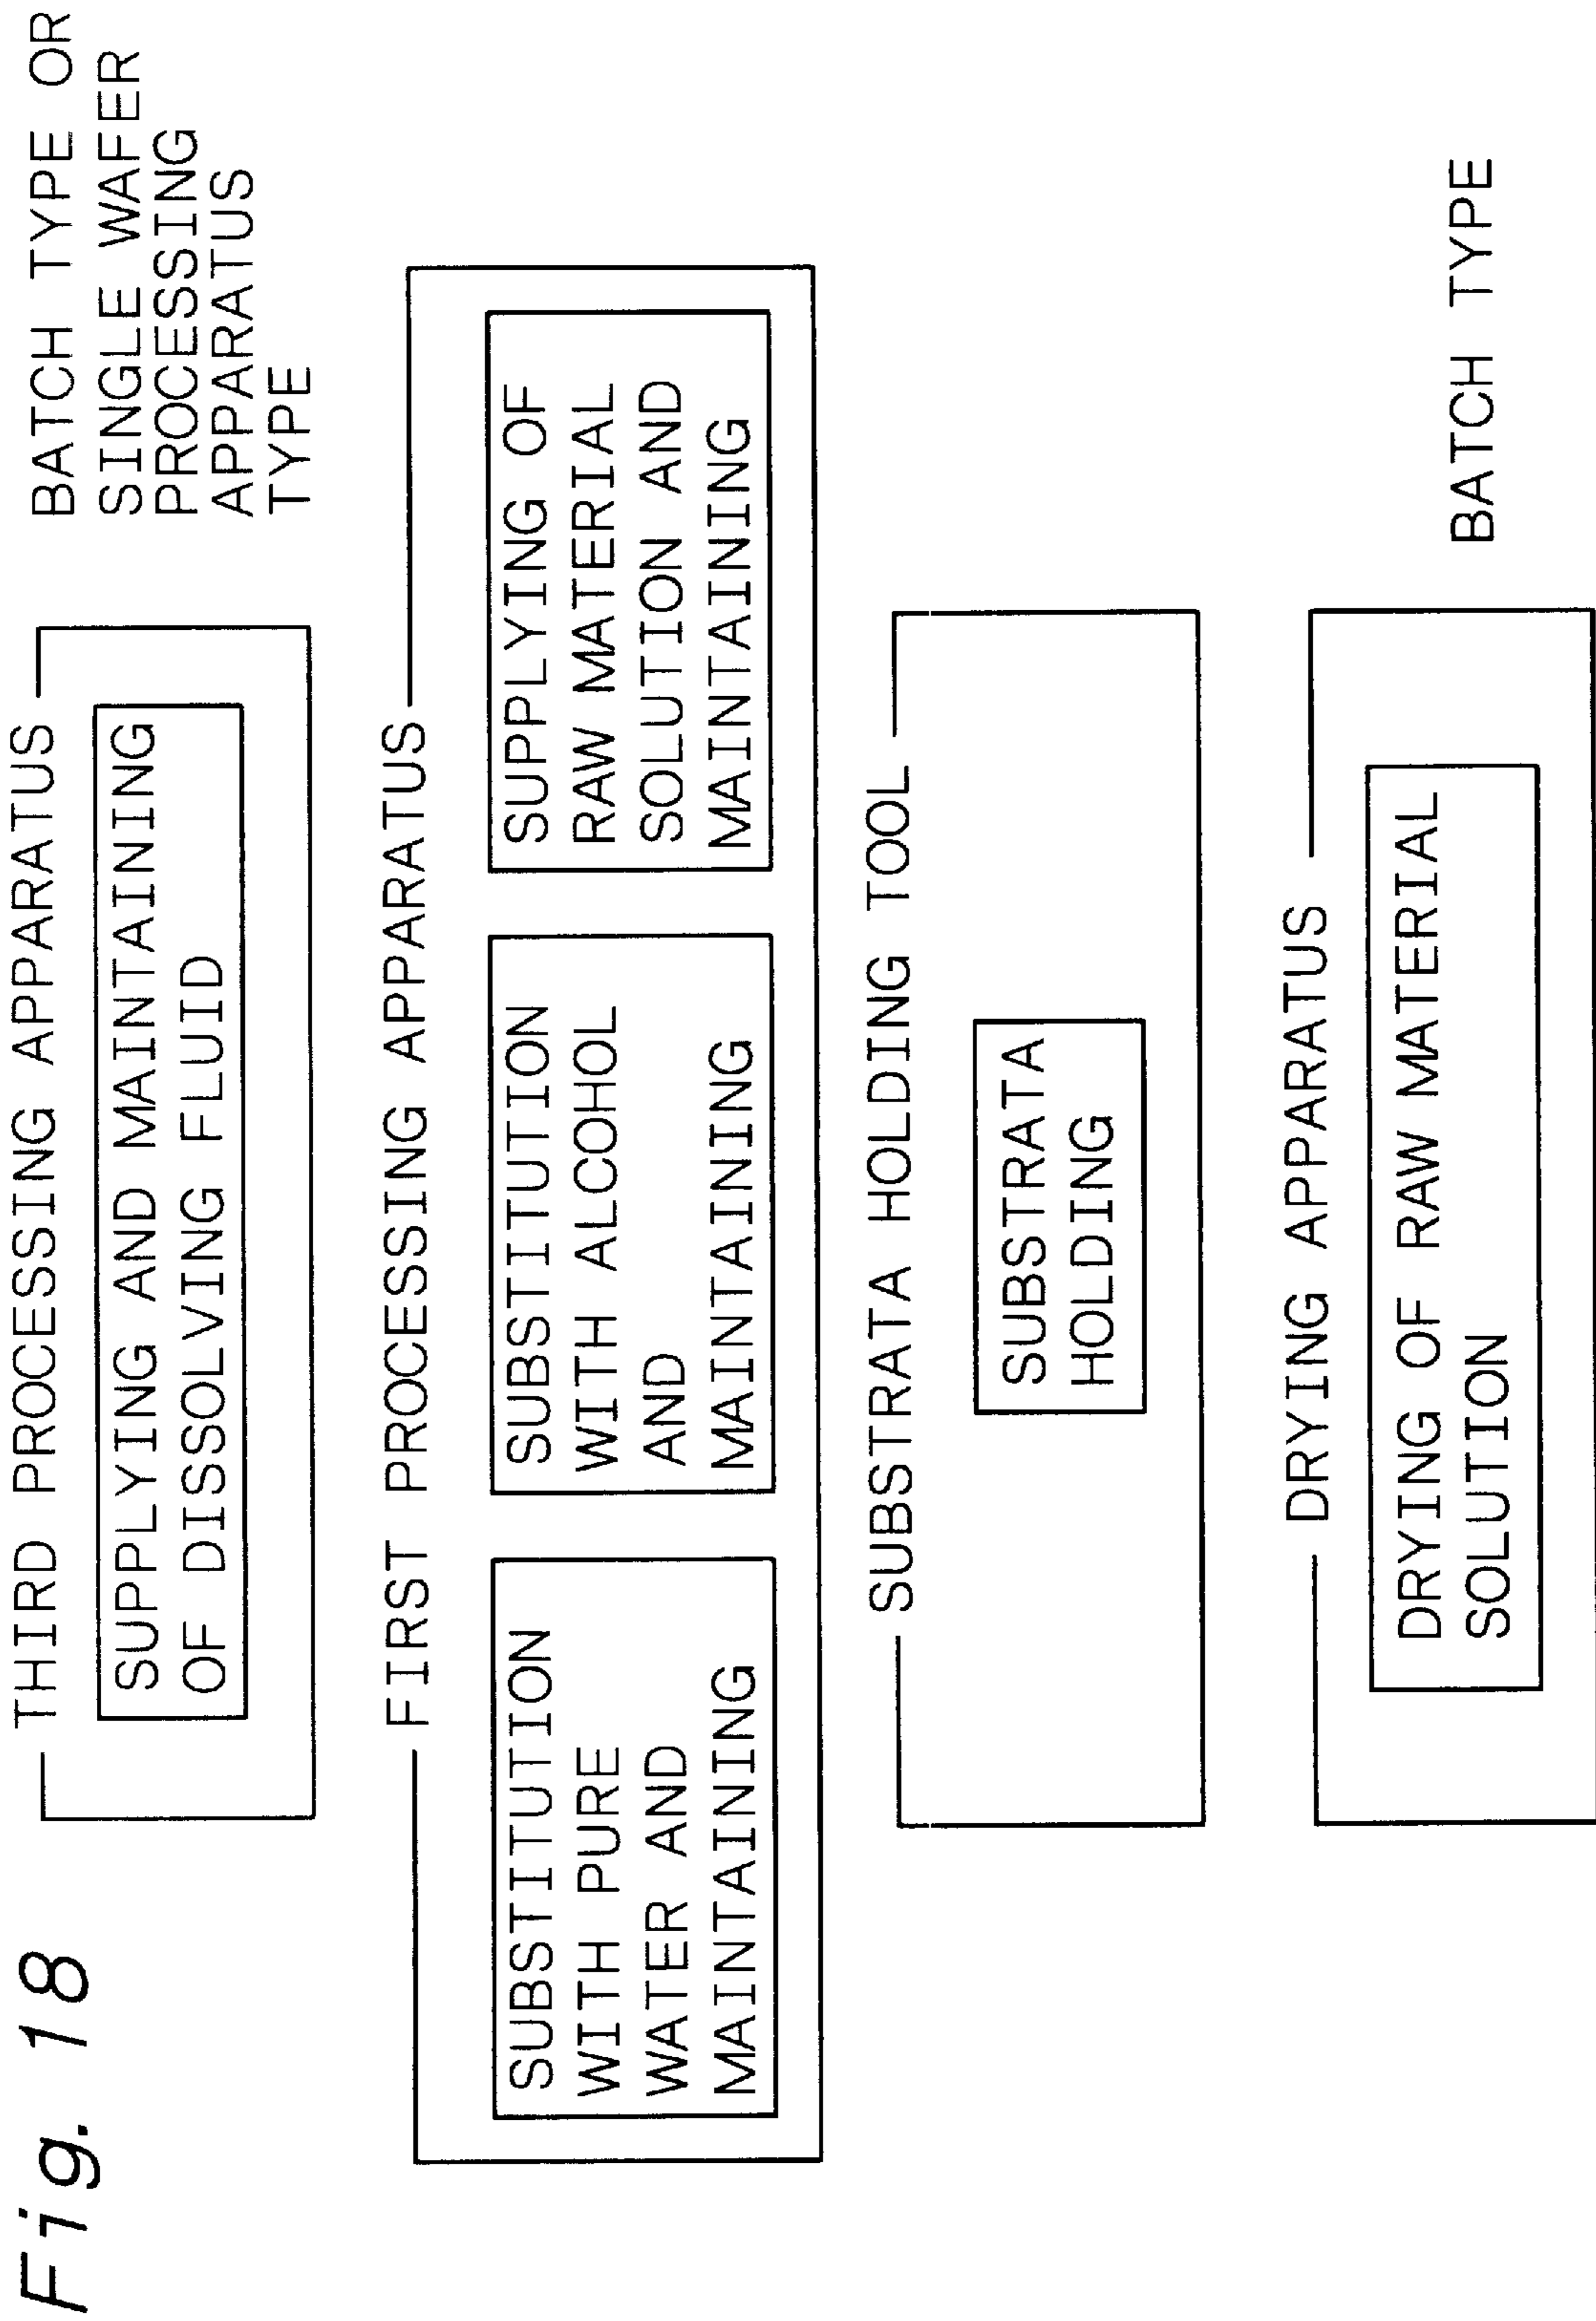 Fig. 18
THIRD PROCESSING APPARATUS
SUPPLYING AND MAINTAINING
OF DISSOLVING FLUID
BATCH TYPE OR
SINGLE WAFER
PROCESSING
APPARATUS
TYPE
FIRST PROCESSING APPARATUS
SUBSTITUTION
WITH PURE
WATER AND
MAINTAINING
SUBSTITUTION
WITH ALCOHOL
AND
MAINTAINING
SUPPLYING OF
RAW MATERIAL
SOLUTION AND
MAINTAINING
SUBSTRATA HOLDING TOOL
SUBSTRATA
HOLDING
DRYING APPARATUS
DRYING OF RAW MATERIAL
SOLUTION
BATCH TYPE